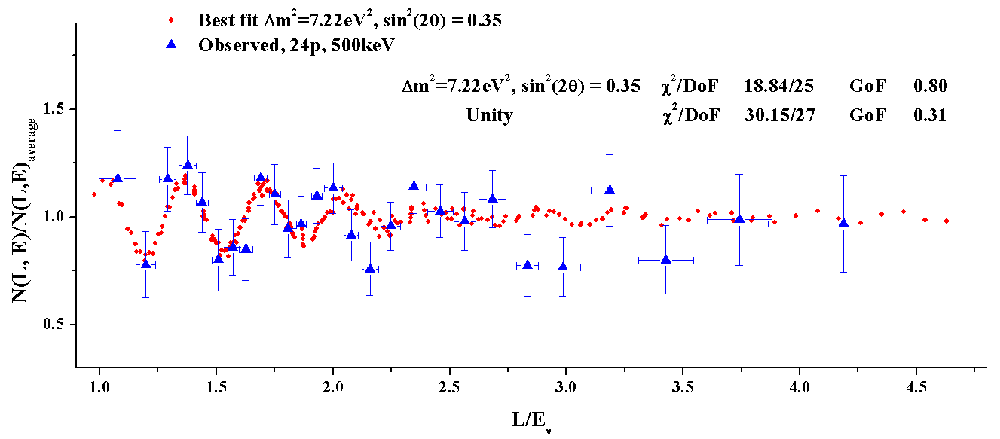 Best fit Δm²=7.22eV², sin²(2θ) = 0.35
Observed, 24p, 500keV
Δm²=7.22eV², sin²(2θ) = 0.35 χ²/DoF 18.84/25 GoF 0.80
Unity χ²/DoF 30.15/27 GoF 0.31
N(L, E)/N(L,E)average
1.5
1.0
0.5
1.0 1.5 2.0 2.5 3.0 3.5 4.0 4.5
L/Eν